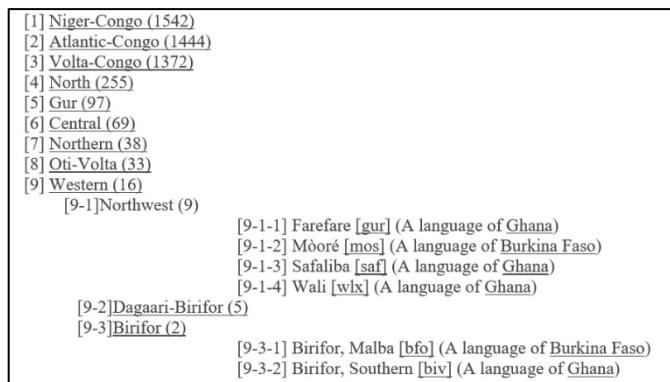 [1] Niger-Congo (1542)
[2] Atlantic-Congo (1444)
[3] Volta-Congo (1372)
[4] North (255)
[5] Gur (97)
[6] Central (69)
[7] Northern (38)
[8] Oti-Volta (33)
[9] Western (16)
[9-1]Northwest (9)
[9-1-1] Farefare [gur] (A language of Ghana)
[9-1-2] Mòoré [mos] (A language of Burkina Faso)
[9-1-3] Safaliba [saf] (A language of Ghana)
[9-1-4] Wali [wlx] (A language of Ghana)
[9-2]Dagaari-Birifor (5)
[9-3]Birifor (2)
[9-3-1] Birifor, Malba [bfo] (A language of Burkina Faso)
[9-3-2] Birifor, Southern [biv] (A language of Ghana)